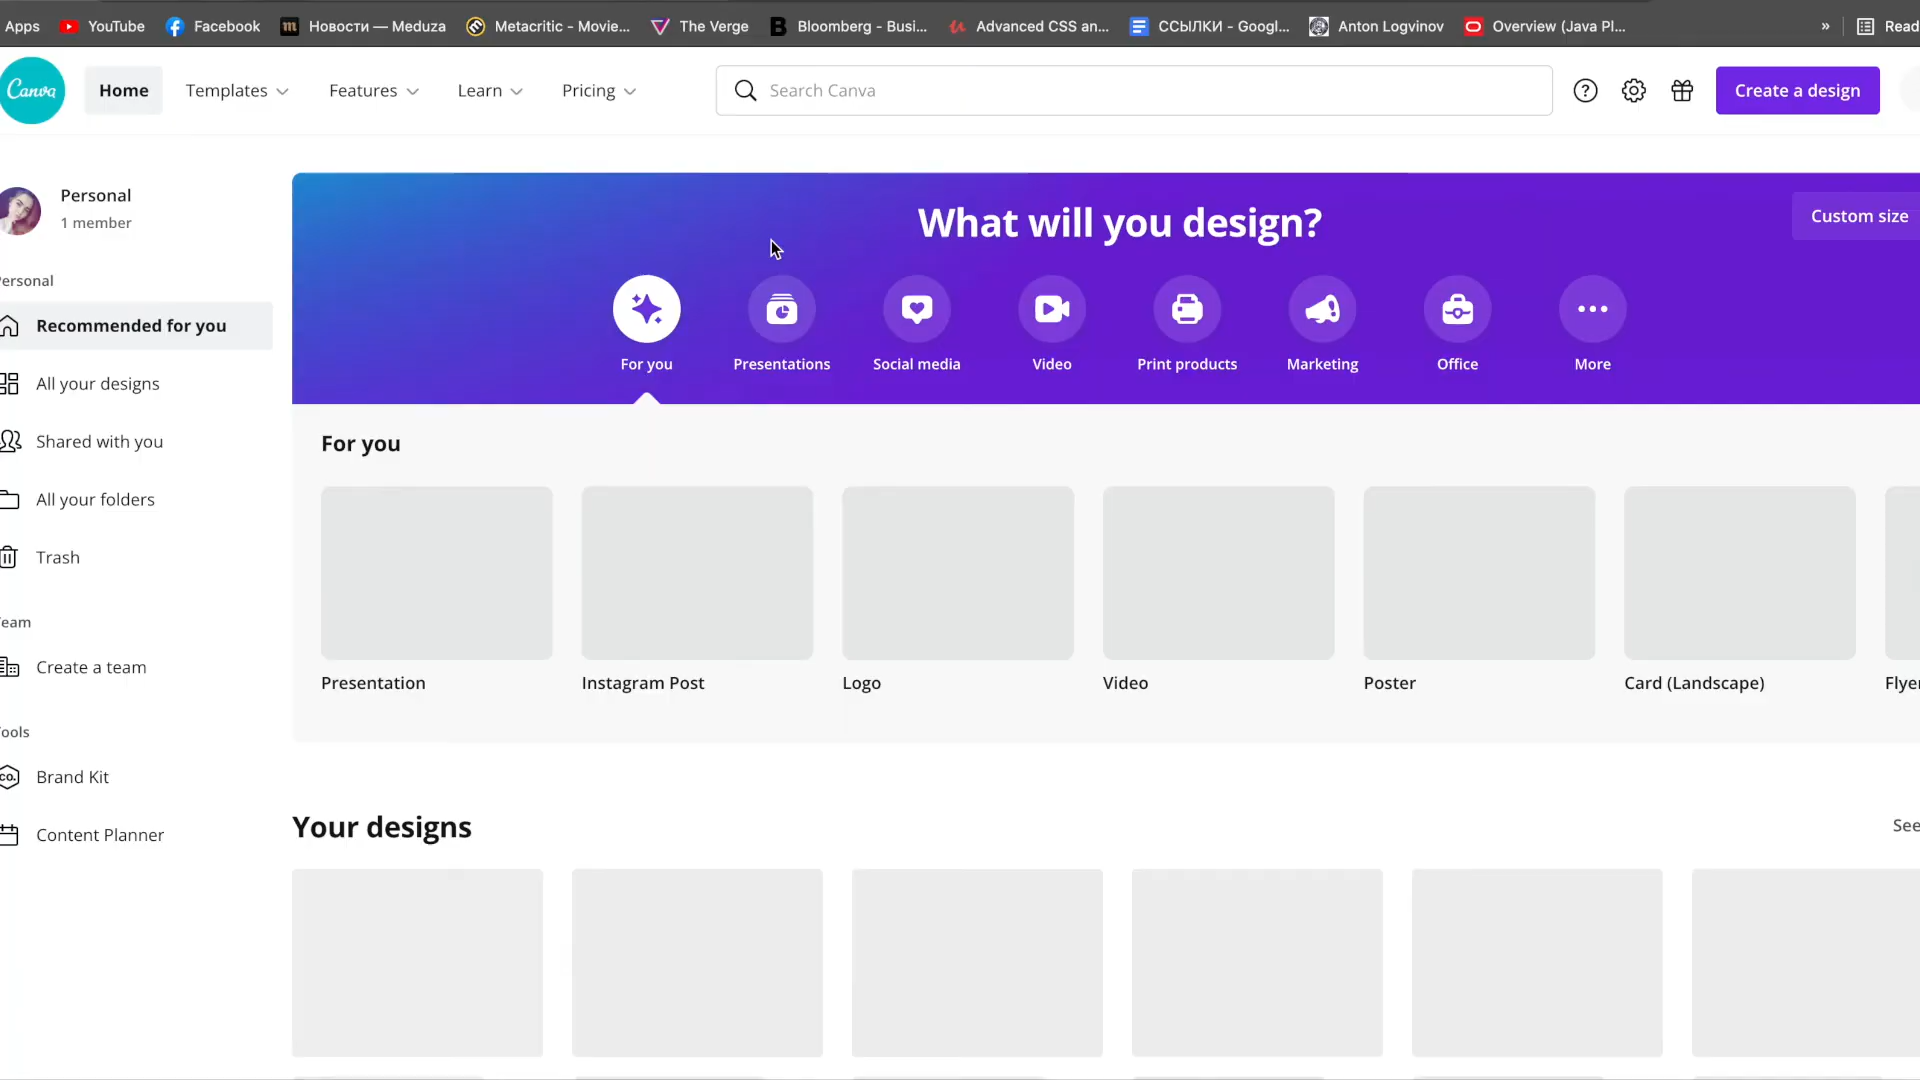 Apps YouTube Facebook Новости — Meduza Metacritic - Movie... The Verge Bloomberg - Busi... Advanced CSS an... ССЫЛКИ - Googl... Anton Logvinov Overview (Java Pl... » Read
Canva Home Templates Features Learn Pricing Search Canva Create a design
Personal
1 member
What will you design?
Custom size
ersonal
Recommended for you
All your designs
Shared with you
All your folders
Trash
eam
Create a team
ools
Brand Kit
Content Planner
For you Presentations Social media Video Print products Marketing Office More
For you
Presentation Instagram Post Logo Video Poster Card (Landscape) Flye
Your designs
See